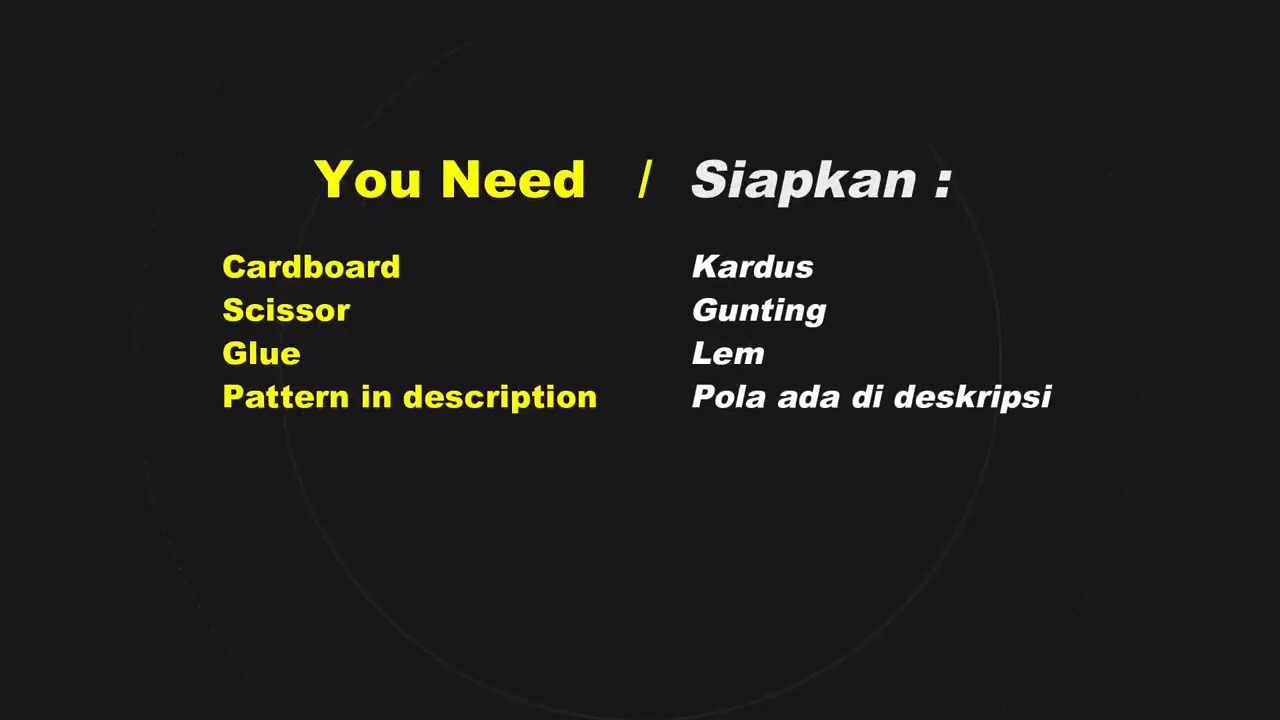 You Need / Siapkan :
Cardboard Kardus
Scissor Gunting
Glue Lem
Pattern in description Pola ada di deskripsi